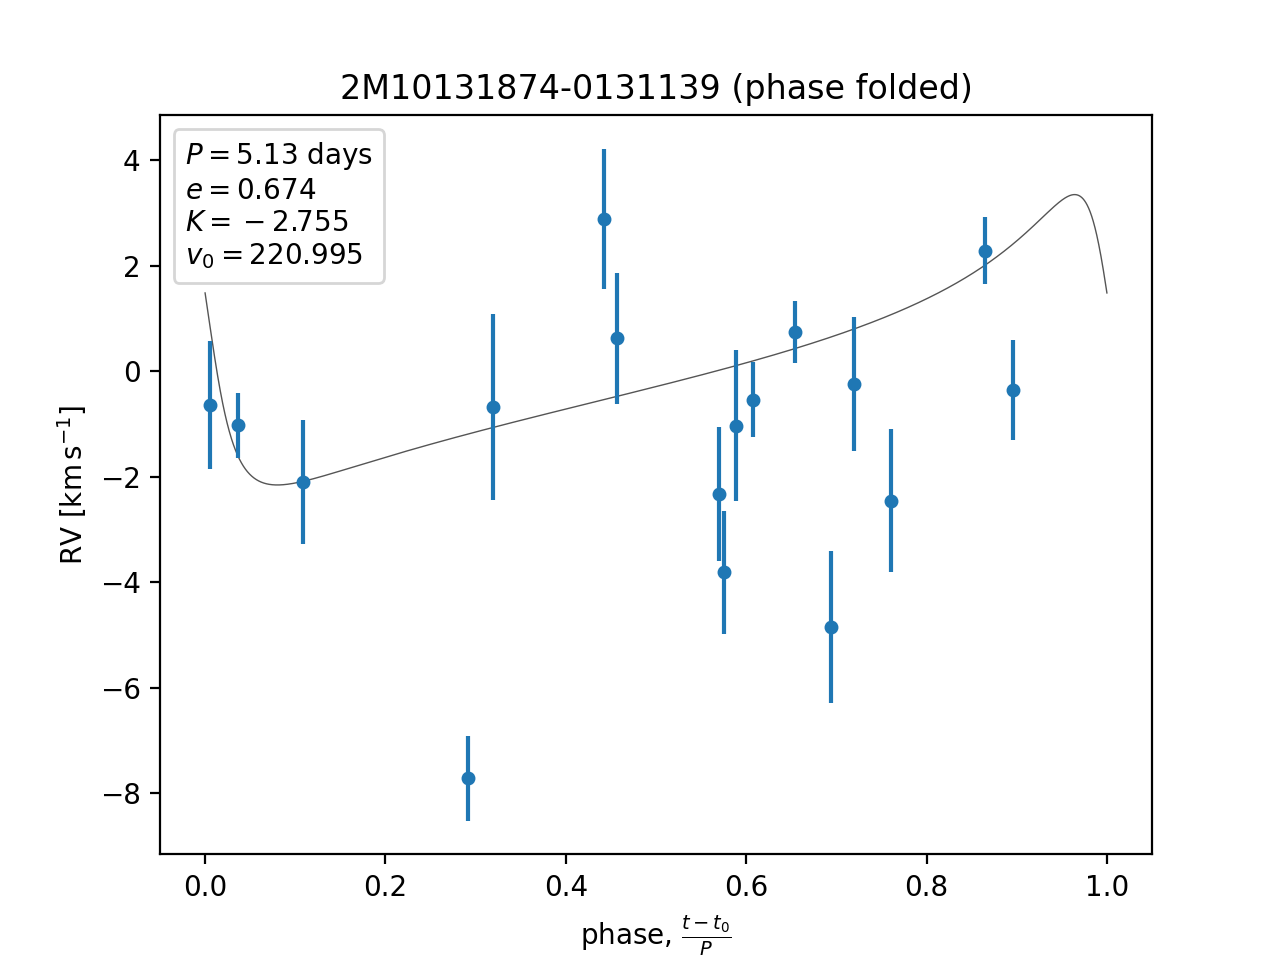 2M10131874-0131139 (phase folded)
P = 5.13 days
e = 0.674
K = −2.755
v₀ = 220.995
4
2
0
−2
−4
−6
−8
RV [km s⁻¹]
0.0 0.2 0.4 0.6 0.8 1.0
phase, (t − t₀)/P